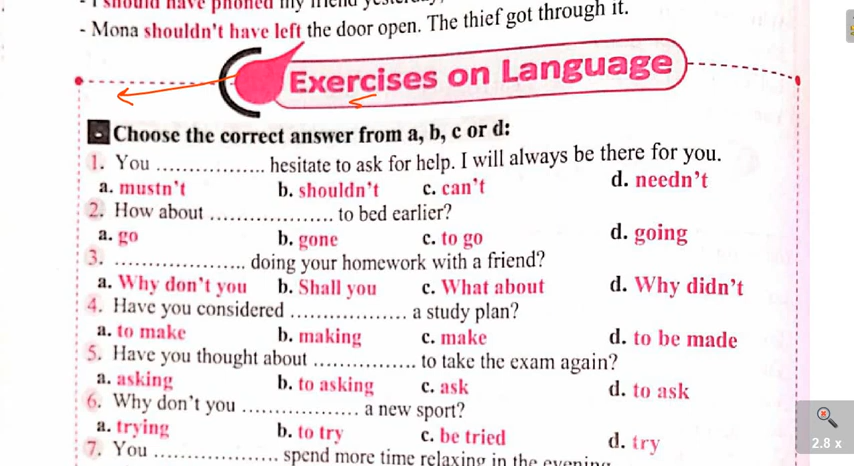 - I should have phoned my friend
- Mona shouldn't have left the door open. The thief got through it.
Exercises on Language
- Choose the correct answer from a, b, c or d:
1. You .................. hesitate to ask for help. I will always be there for you.
a. mustn't b. shouldn't c. can't d. needn't
2. How about .................... to bed earlier?
a. go b. gone c. to go d. going
3. ..................... doing your homework with a friend?
a. Why don't you b. Shall you c. What about d. Why didn't
4. Have you considered ................... a study plan?
a. to make b. making c. make d. to be made
5. Have you thought about ................. to take the exam again?
a. asking b. to asking c. ask d. to ask
6. Why don't you ................... a new sport?
a. trying b. to try c. be tried d. try
7. You .................... spend more time relaxing in the evening
2.8 x